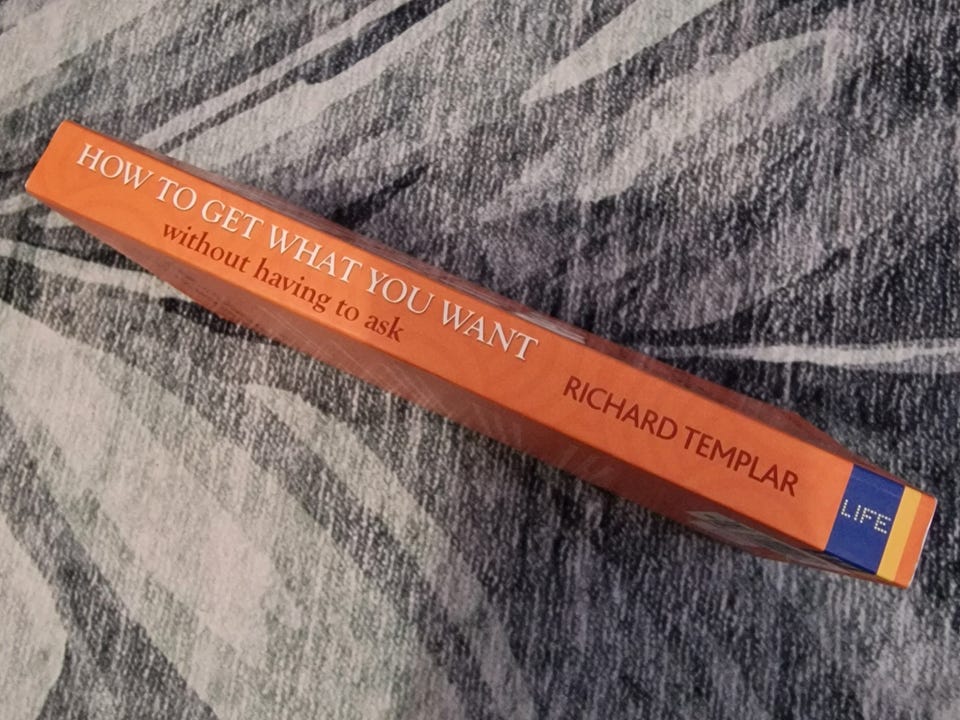 HOW TO GET WHAT YOU WANT
without having to ask
RICHARD TEMPLAR
LIFE